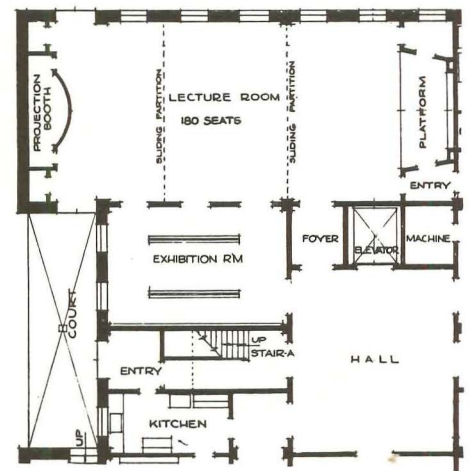 PROJECTION
BOOTH
SLIDING PARTITION
LECTURE ROOM
180 SEATS
SLIDING PARTITION
PLATFORM
ENTRY
FOYER
ELEVATOR
MACHINE
EXHIBITION R'M
COURT
UP
STAIR-A
HALL
ENTRY
KITCHEN
UP